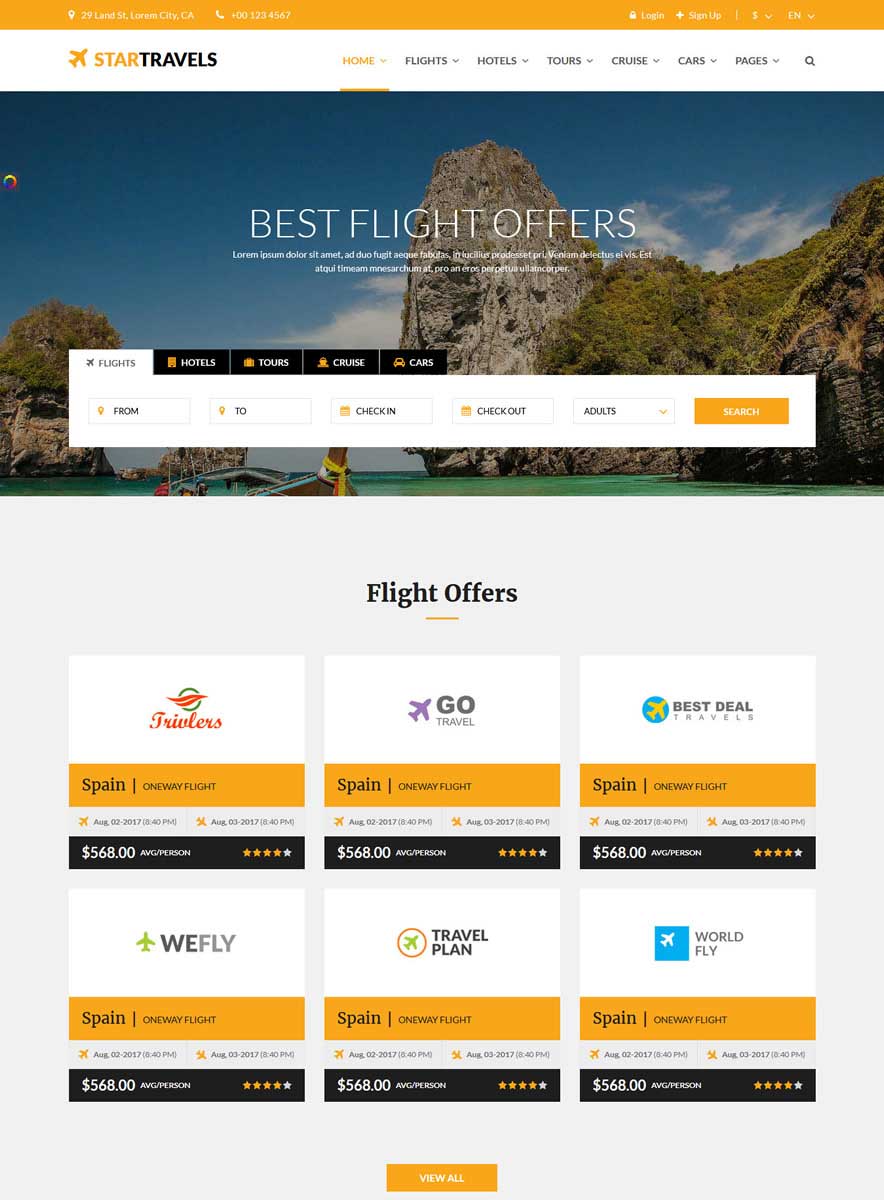 29 Land St, Lorem City, CA +00 123 4567 Login Sign Up | $ EN
STARTRAVELS HOME FLIGHTS HOTELS TOURS CRUISE CARS PAGES
BEST FLIGHT OFFERS
Lorem ipsum dolor sit amet, ad duo fugit aeque fabulas, in lucilius prodesset pri. Veniam delectus ei vis. Est
atqui timeam mnesarchum at, pro an eros perpetua ullamcorper.
FLIGHTS HOTELS TOURS CRUISE CARS
FROM TO CHECK IN CHECK OUT ADULTS SEARCH
Flight Offers
Trivlers
GO
TRAVEL
BEST DEAL
TRAVELS
Spain | ONEWAY FLIGHT Spain | ONEWAY FLIGHT Spain | ONEWAY FLIGHT
Aug, 02-2017 (8:40 PM) Aug, 03-2017 (8:40 PM) Aug, 02-2017 (8:40 PM) Aug, 03-2017 (8:40 PM) Aug, 02-2017 (8:40 PM) Aug, 03-2017 (8:40 PM)
$568.00 AVG/PERSON $568.00 AVG/PERSON $568.00 AVG/PERSON
WEFLY
TRAVEL
PLAN
WORLD
FLY
Spain | ONEWAY FLIGHT Spain | ONEWAY FLIGHT Spain | ONEWAY FLIGHT
Aug, 02-2017 (8:40 PM) Aug, 03-2017 (8:40 PM) Aug, 02-2017 (8:40 PM) Aug, 03-2017 (8:40 PM) Aug, 02-2017 (8:40 PM) Aug, 03-2017 (8:40 PM)
$568.00 AVG/PERSON $568.00 AVG/PERSON $568.00 AVG/PERSON
VIEW ALL